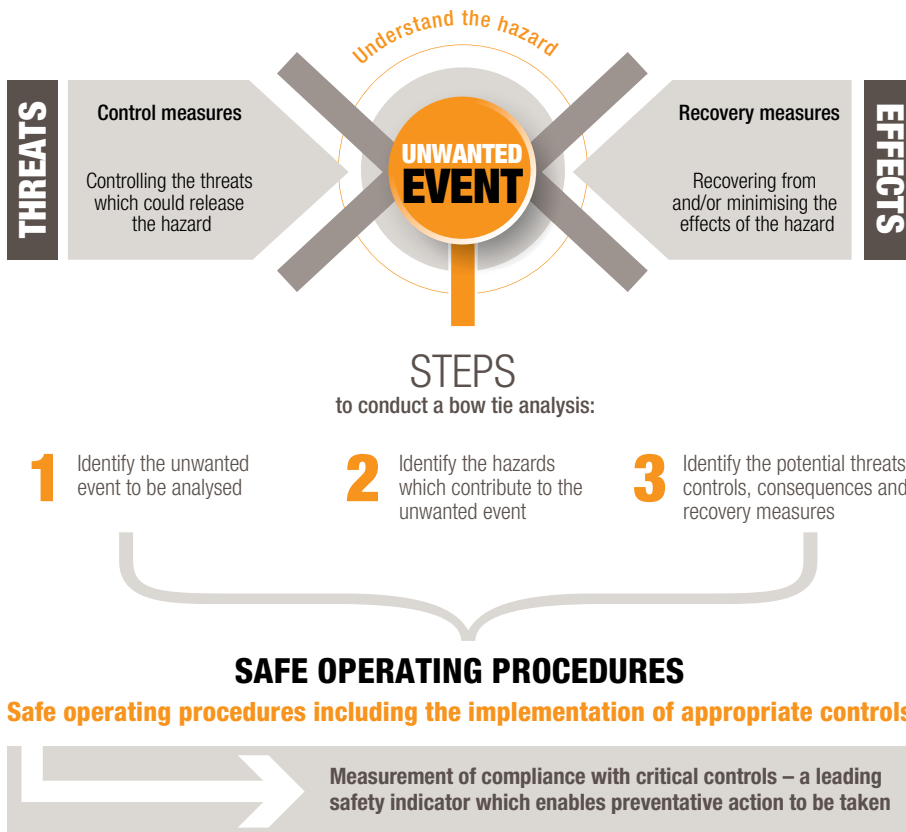 Understand the hazard
THREATS
Control measures
Controlling the threats
which could release
the hazard
UNWANTED
EVENT
Recovery measures
Recovering from
and/or minimising the
effects of the hazard
EFFECTS
STEPS
to conduct a bow tie analysis:
1
Identify the unwanted
event to be analysed
2
Identify the hazards
which contribute to the
unwanted event
3
Identify the potential threats
controls, consequences and
recovery measures
SAFE OPERATING PROCEDURES
Safe operating procedures including the implementation of appropriate controls
Measurement of compliance with critical controls – a leading
safety indicator which enables preventative action to be taken